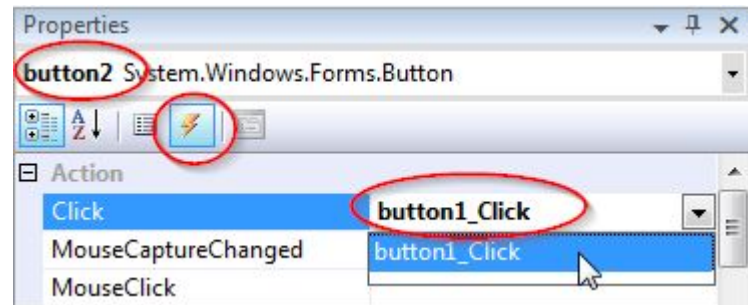 Properties
button2 System.Windows.Forms.Button
A
Z
Action
Click button1_Click
MouseCaptureChanged button1_Click
MouseClick